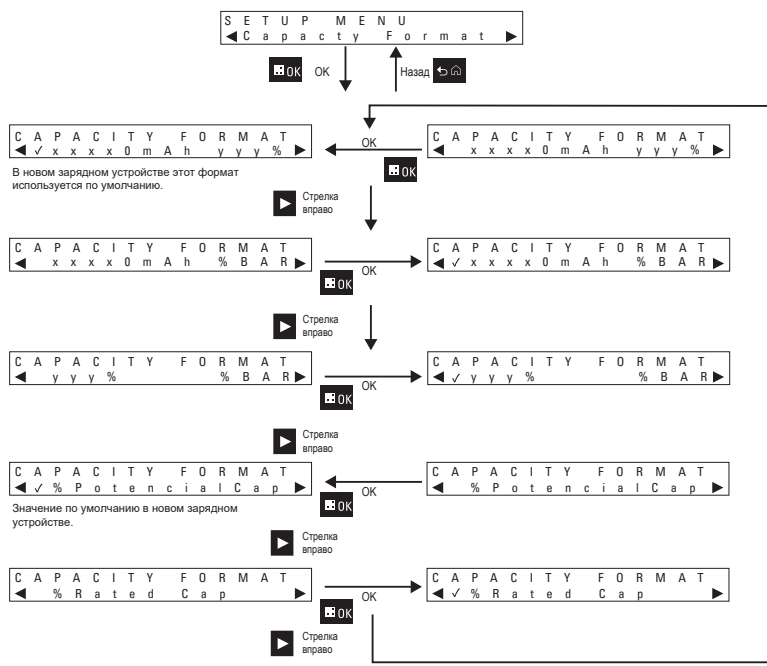 SETUP MENU
◀Capacty Format▶
OK OK Назад
CAPACITY FORMAT
◀✓xxxx0mAh yyy%▶
OK
OK
CAPACITY FORMAT
◀ xxxx0mAh yyy%▶
В новом зарядном устройстве этот формат
используется по умолчанию.
Стрелка
вправо
CAPACITY FORMAT
◀ xxxx0mAh %BAR▶
OK
OK
CAPACITY FORMAT
◀✓xxxx0mAh %BAR▶
Стрелка
вправо
CAPACITY FORMAT
◀ yyy% %BAR▶
OK
OK
CAPACITY FORMAT
◀✓yyy% %BAR▶
Стрелка
вправо
CAPACITY FORMAT
◀✓%PotencialCap▶
OK
OK
CAPACITY FORMAT
◀ %PotencialCap▶
Значение по умолчанию в новом зарядном
устройстве.
Стрелка
вправо
CAPACITY FORMAT
◀ %Rated Cap ▶
OK
OK
CAPACITY FORMAT
◀✓%Rated Cap ▶
Стрелка
вправо